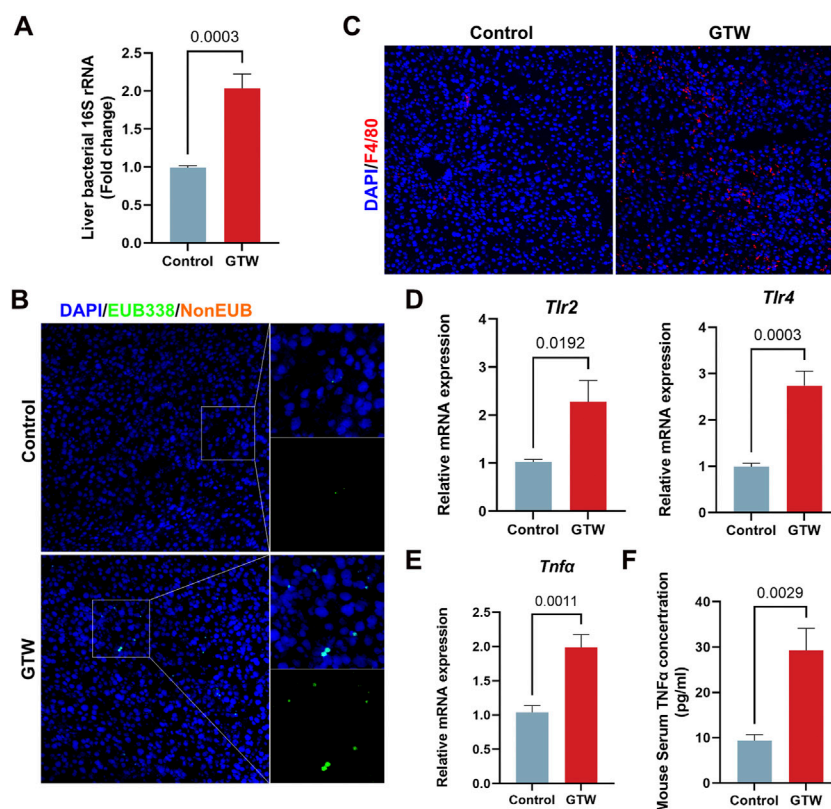 A
0.0003
Liver bacterial 16S rRNA
(Fold change)
2.5
2.0
1.5
1.0
0.5
0.0
Control
GTW
B
DAPI/EUB338/NonEUB
Control
GTW
C
Control
GTW
DAPI/F4/80
D
Tlr2
0.0192
Relative mRNA expression
4
3
2
1
0
Control
GTW
Tlr4
0.0003
Relative mRNA expression
4
3
2
1
0
Control
GTW
E
Tnfα
0.0011
Relative mRNA expression
2.5
2.0
1.5
1.0
0.5
0.0
Control
GTW
F
0.0029
Mouse Serum TNFα concertration
(pg/ml)
40
30
20
10
0
Control
GTW